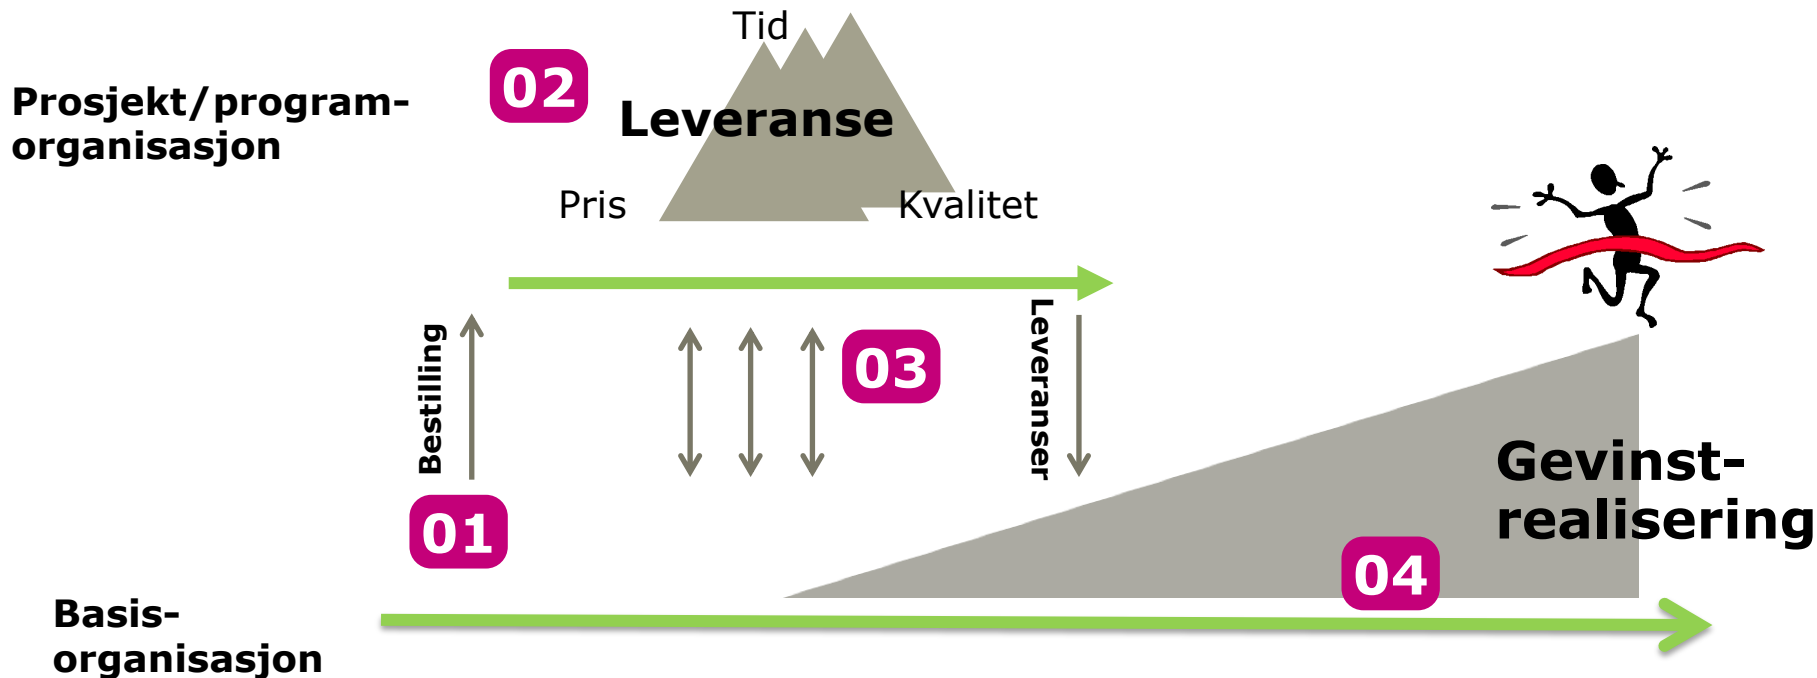 Tid
02
Prosjekt/program-
organisasjon
Leveranse
Pris
Kvalitet
Bestilling
03
Leveranser
01
Gevinst-
realisering
04
Basis-
organisasjon